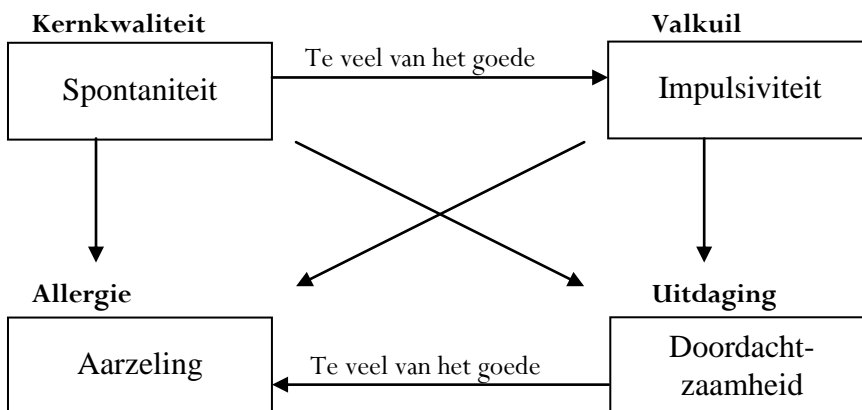 Kernkwaliteit
Valkuil
Te veel van het goede
Spontaniteit
Impulsiviteit
Allergie
Uitdaging
Aarzeling
Te veel van het goede
Doordacht-
zaamheid